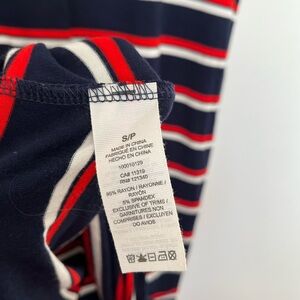 S/P
MADE IN CHINA
FABRIQUÉ EN CHINE
HECHO EN CHINA
100010129
CA# 11319
RN# 121340
95% RAYON / RAYONNE /
RAYÓN
5% SPANDEX
EXCLUSIVE OF TRIMS /
GARNITURES NON
COMPRISES / EXCLUYEN
DO AVIOS